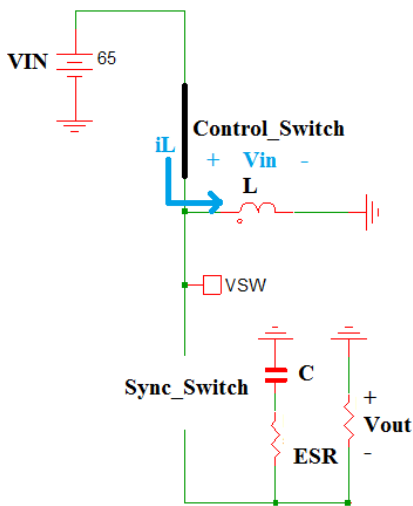 VIN
65
Control_Switch
iL
+ Vin -
L
VSW
Sync_Switch
C
+
Vout
ESR
-